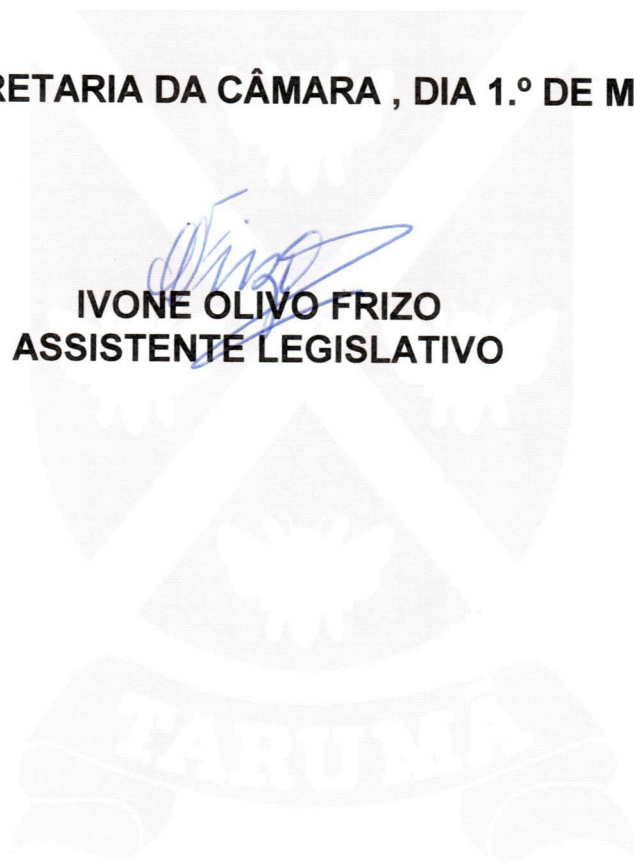 RETARIA DA CÂMARA , DIA 1.º DE M
IVONE OLIVO FRIZO
ASSISTENTE LEGISLATIVO
TARUMÃ